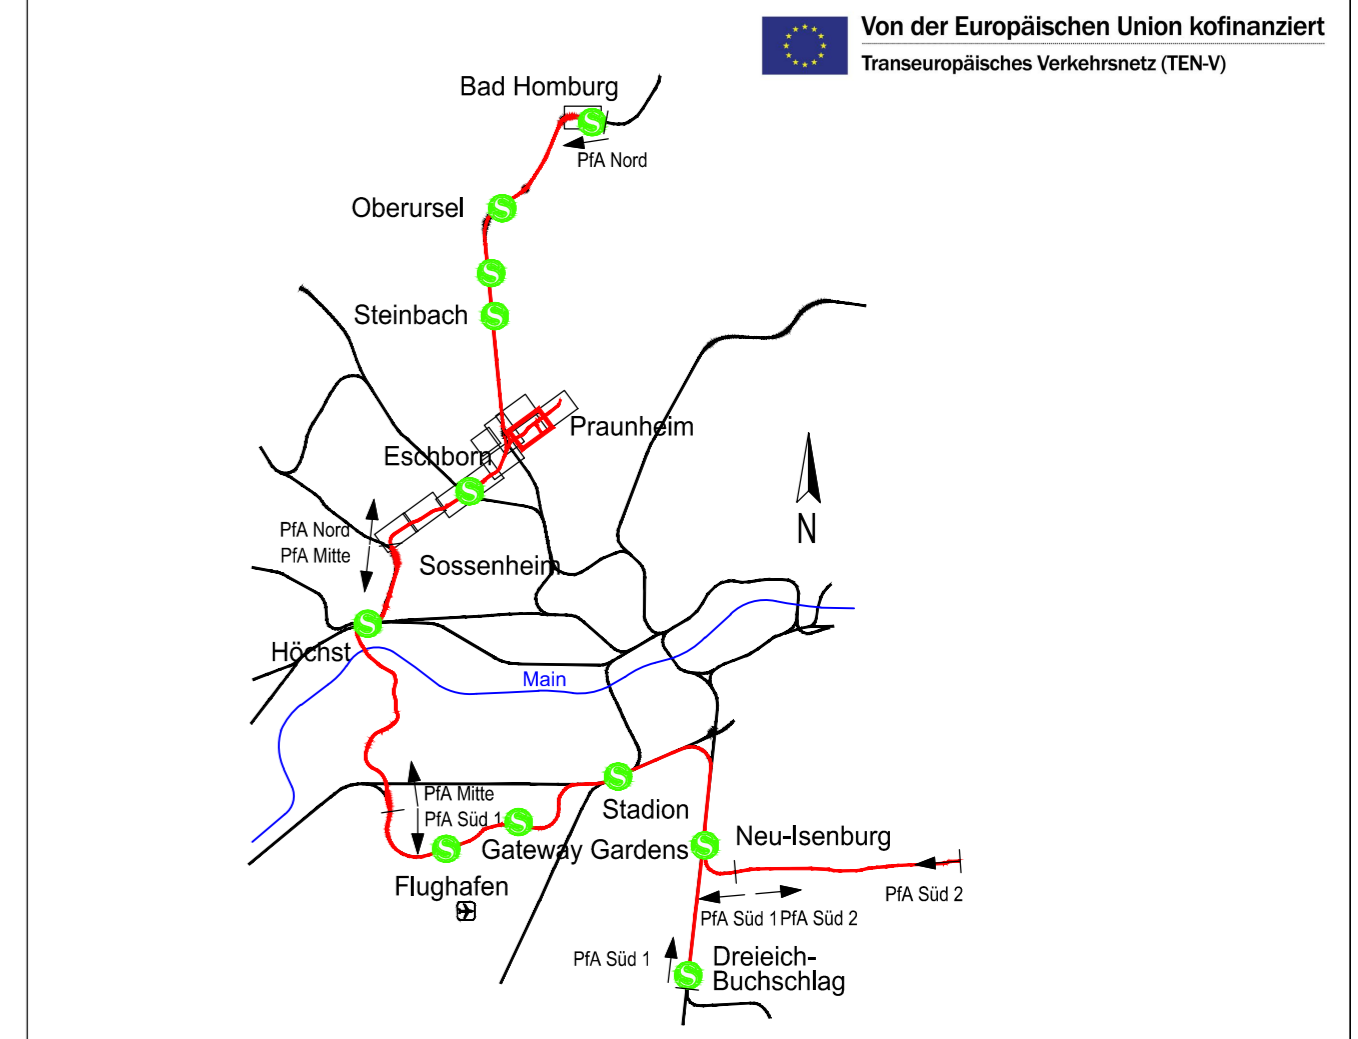 Von der Europäischen Union kofinanziert
Transeuropäisches Verkehrsnetz (TEN-V)
Bad Homburg
S
PfA Nord
Oberursel
S
S
Steinbach
S
Praunheim
Eschborn
S
PfA Nord
PfA Mitte
N
Sossenheim
S
Höchst
Main
S
PfA Mitte
Stadion
PfA Süd 1
S
Neu-Isenburg
S
Gateway Gardens
S
Flughafen
PfA Süd 2
PfA Süd 1
PfA Süd 2
PfA Süd 1
Dreieich-
S
Buchschlag